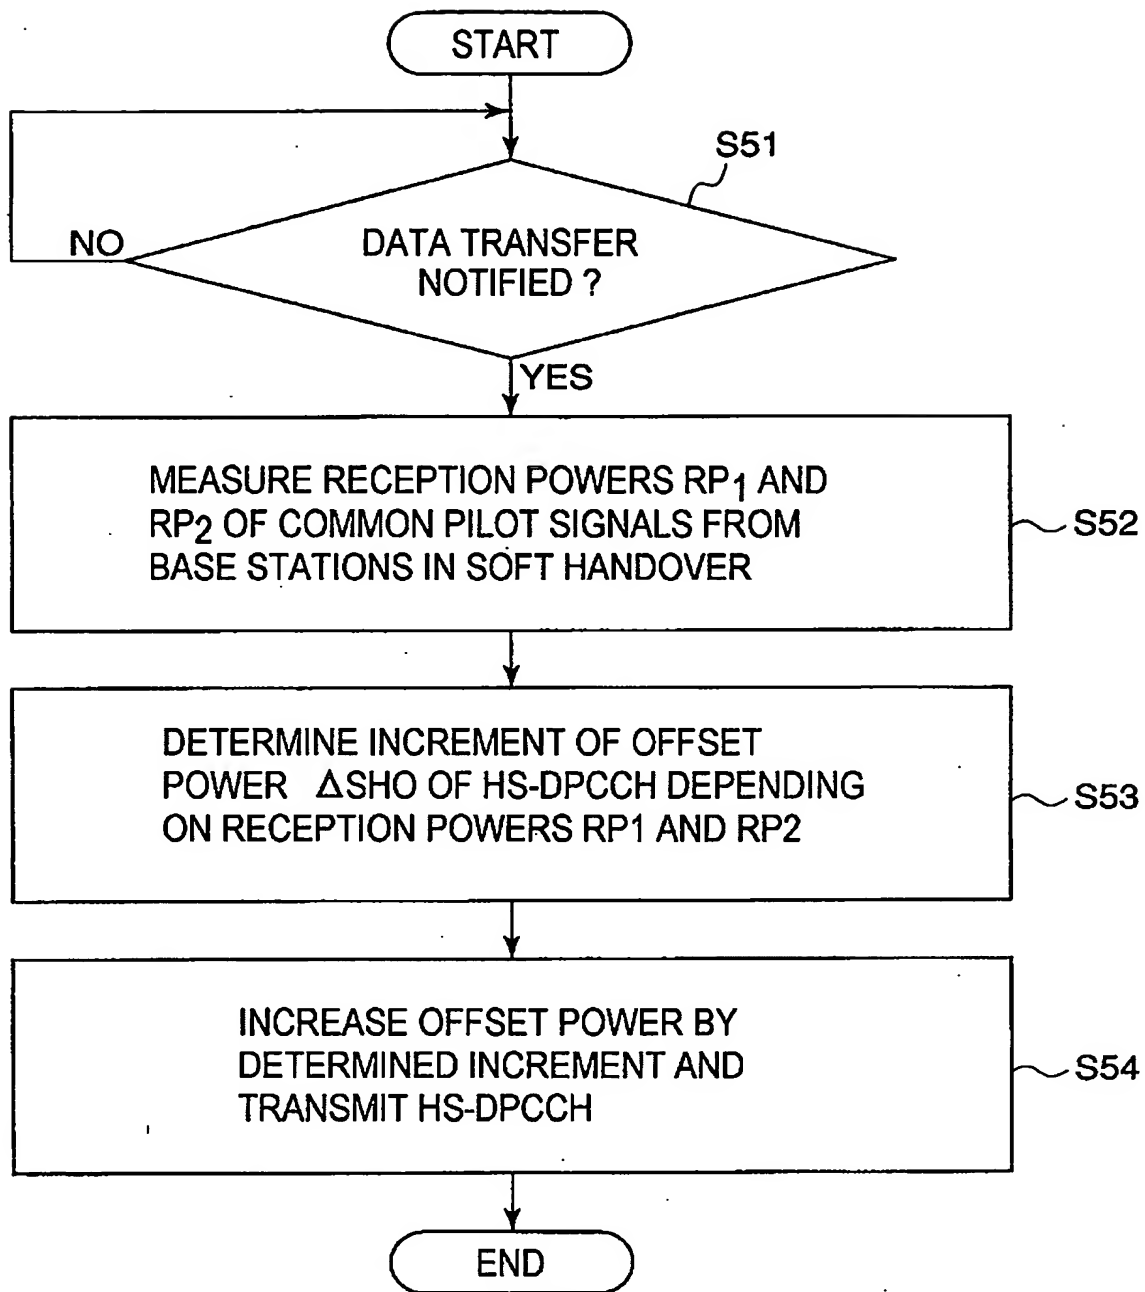 START
S51
NO
DATA TRANSFER
NOTIFIED ?
YES
MEASURE RECEPTION POWERS RP1 AND
RP2 OF COMMON PILOT SIGNALS FROM
BASE STATIONS IN SOFT HANDOVER
S52
DETERMINE INCREMENT OF OFFSET
POWER ΔSHO OF HS-DPCCH DEPENDING
ON RECEPTION POWERS RP1 AND RP2
S53
INCREASE OFFSET POWER BY
DETERMINED INCREMENT AND
TRANSMIT HS-DPCCH
S54
END